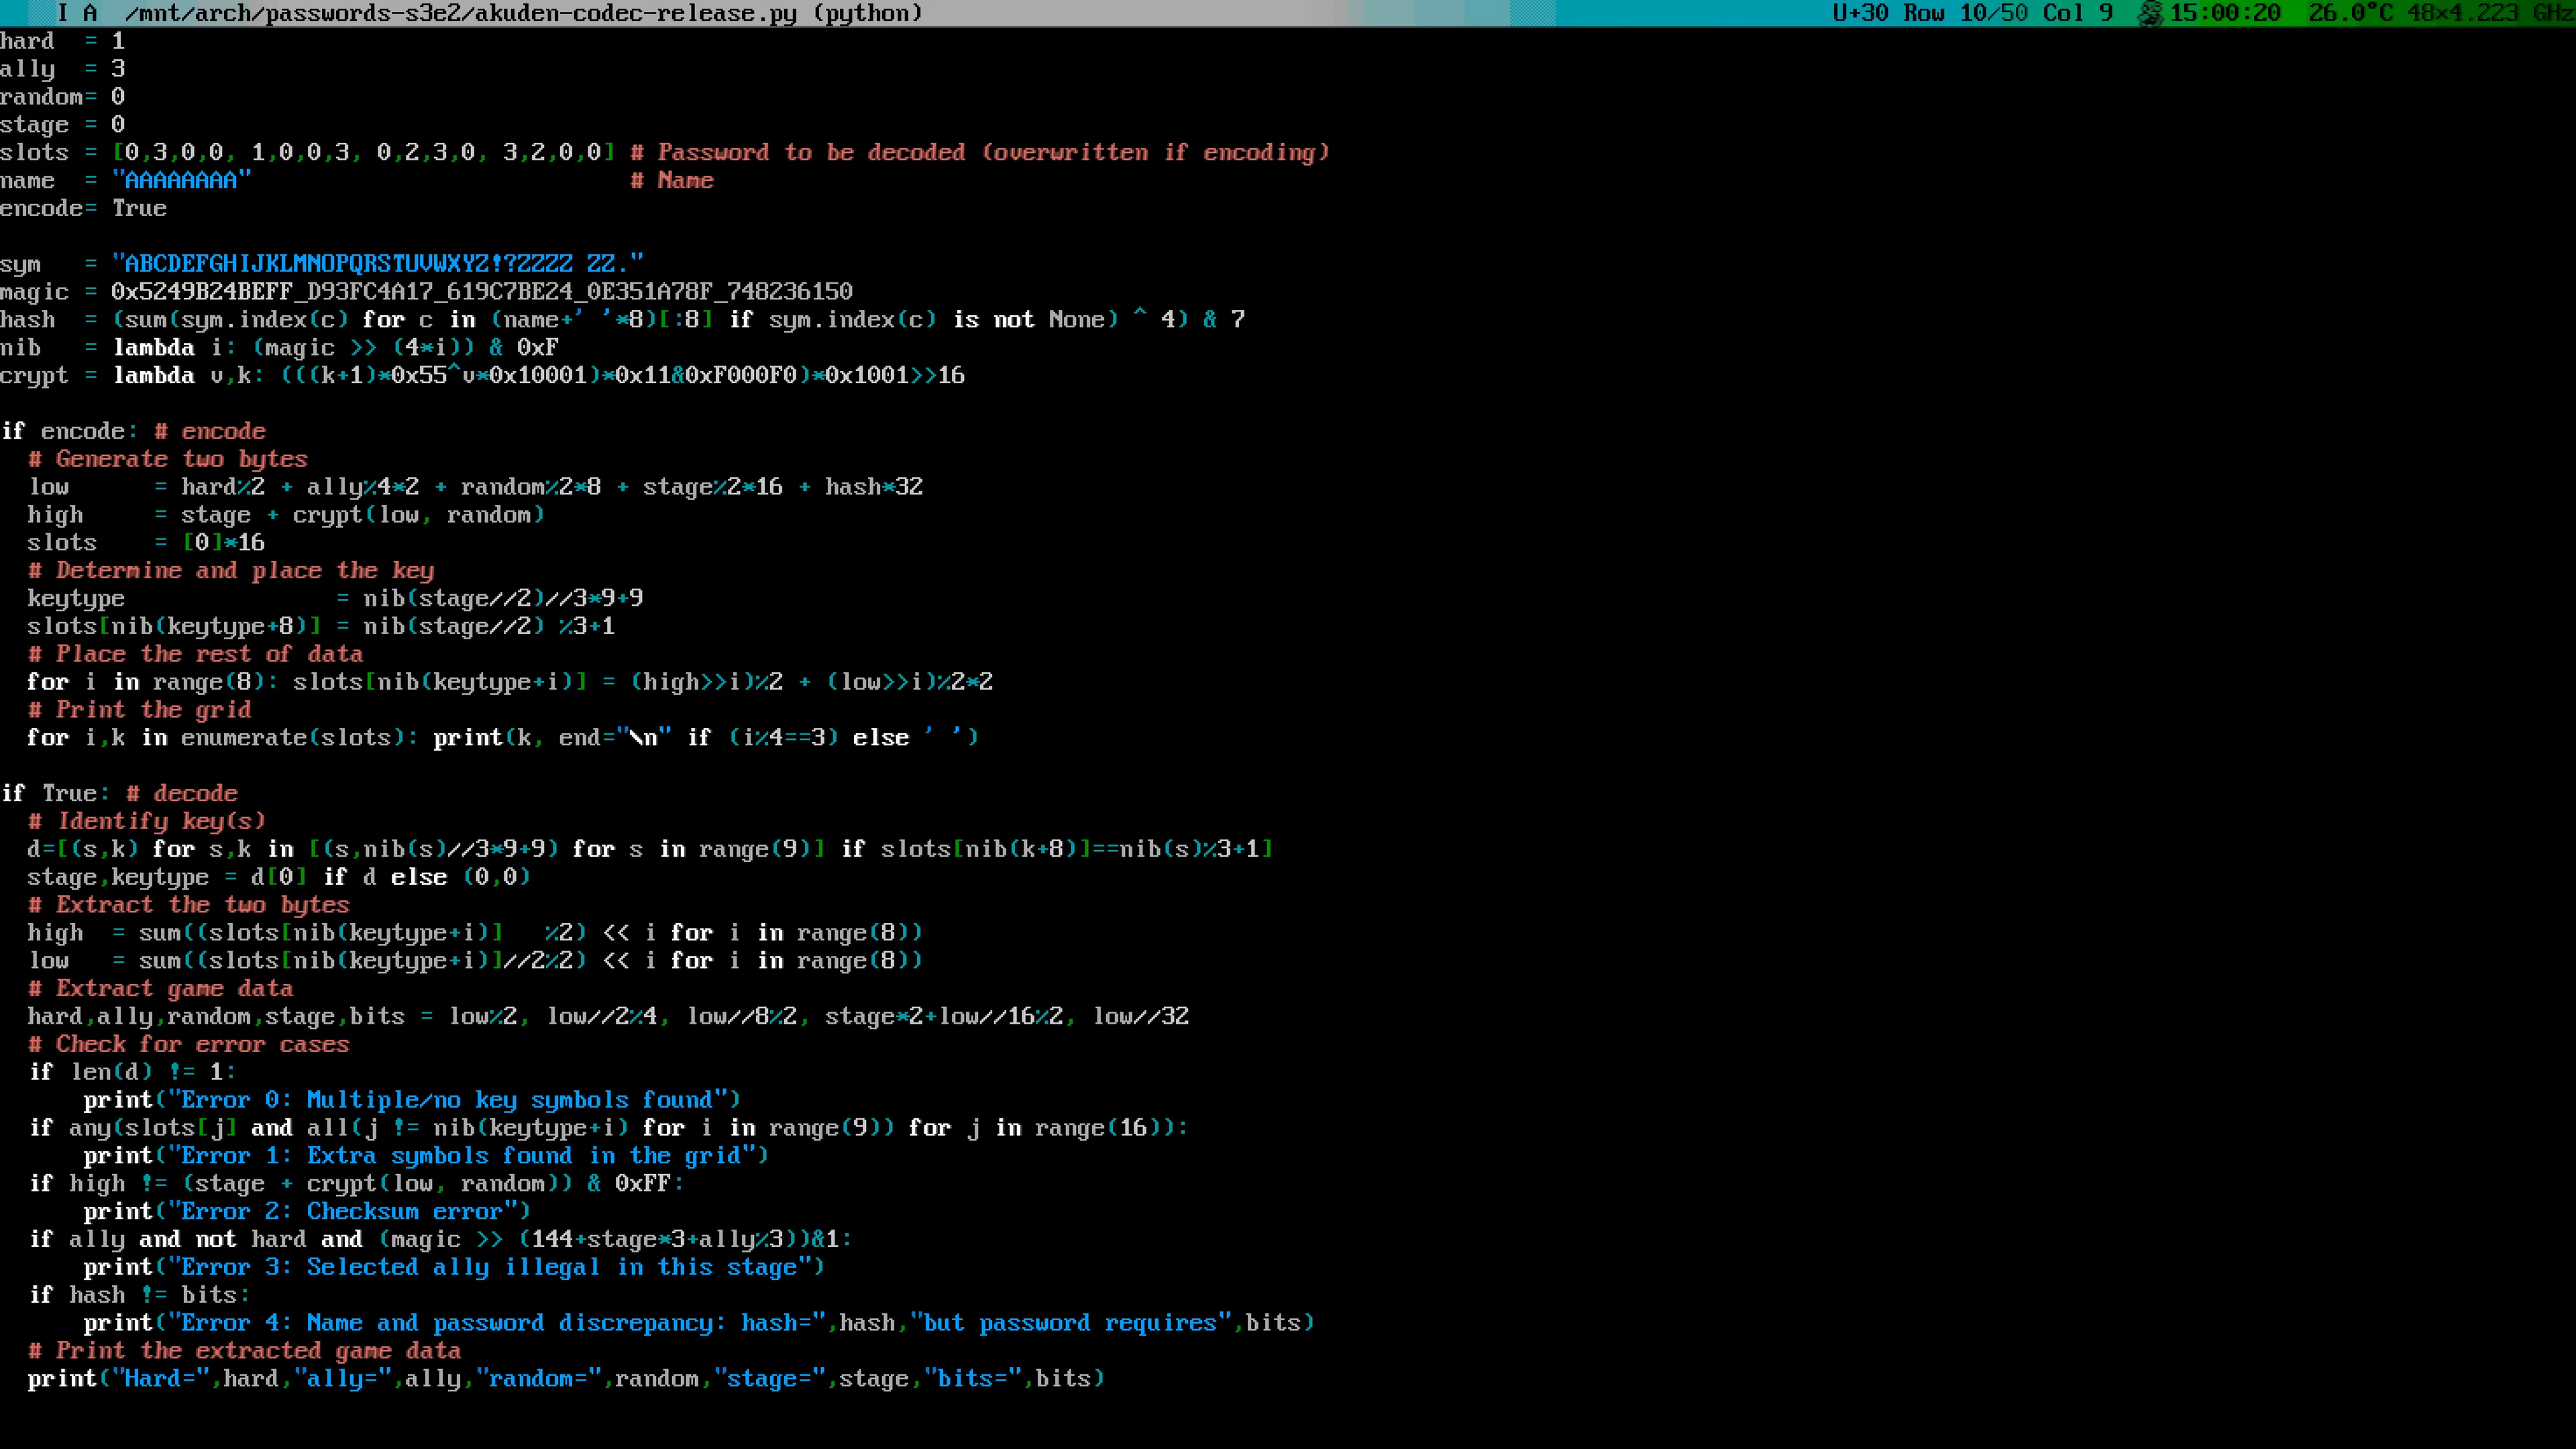 I A  /mnt/arch/passwords-s3e2/akuden-codec-release.py (python) U+30 Row 10/50 Col 9 15:00:20 26.0°C 48×4.223 GHz
hard  = 1
ally  = 3
random= 0
stage = 0
slots = [0,3,0,0, 1,0,0,3, 0,2,3,0, 3,2,0,0] # Password to be decoded (overwritten if encoding)
name  = "AAAAAAAA"                           # Name
encode= True
sym   = "ABCDEFGHIJKLMNOPQRSTUVWXYZ!?ZZZZ ZZ."
magic = 0x5249B24BEFF_D93FC4A17_619C7BE24_0E351A78F_748236150
hash  = (sum(sym.index(c) for c in (name+' '*8)[:8] if sym.index(c) is not None) ^ 4) & 7
nib   = lambda i: (magic >> (4*i)) & 0xF
crypt = lambda v,k: (((k+1)*0x55^v*0x10001)*0x11&0xF000F0)*0x1001>>16
if encode: # encode
  # Generate two bytes
  low      = hard%2 + ally%4*2 + random%2*8 + stage%2*16 + hash*32
  high     = stage + crypt(low, random)
  slots    = [0]*16
  # Determine and place the key
  keytype                = nib(stage//2)//3*9+9
  slots[nib(keytype+8)] = nib(stage//2) %3+1
  # Place the rest of data
  for i in range(8): slots[nib(keytype+i)] = (high>>i)%2 + (low>>i)%2*2
  # Print the grid
  for i,k in enumerate(slots): print(k, end="\n" if (i%4==3) else ' ')
if True: # decode
  # Identify key(s)
  d=[(s,k) for s,k in [(s,nib(s)//3*9+9) for s in range(9)] if slots[nib(k+8)]==nib(s)%3+1]
  stage,keytype = d[0] if d else (0,0)
  # Extract the two bytes
  high  = sum((slots[nib(keytype+i)]   %2) << i for i in range(8))
  low   = sum((slots[nib(keytype+i)]//2%2) << i for i in range(8))
  # Extract game data
  hard,ally,random,stage,bits = low%2, low//2%4, low//8%2, stage*2+low//16%2, low//32
  # Check for error cases
  if len(d) != 1:
      print("Error 0: Multiple/no key symbols found")
  if any(slots[j] and all(j != nib(keytype+i) for i in range(9)) for j in range(16)):
      print("Error 1: Extra symbols found in the grid")
  if high != (stage + crypt(low, random)) & 0xFF:
      print("Error 2: Checksum error")
  if ally and not hard and (magic >> (144+stage*3+ally%3))&1:
      print("Error 3: Selected ally illegal in this stage")
  if hash != bits:
      print("Error 4: Name and password discrepancy: hash=",hash,"but password requires",bits)
  # Print the extracted game data
  print("Hard=",hard,"ally=",ally,"random=",random,"stage=",stage,"bits=",bits)